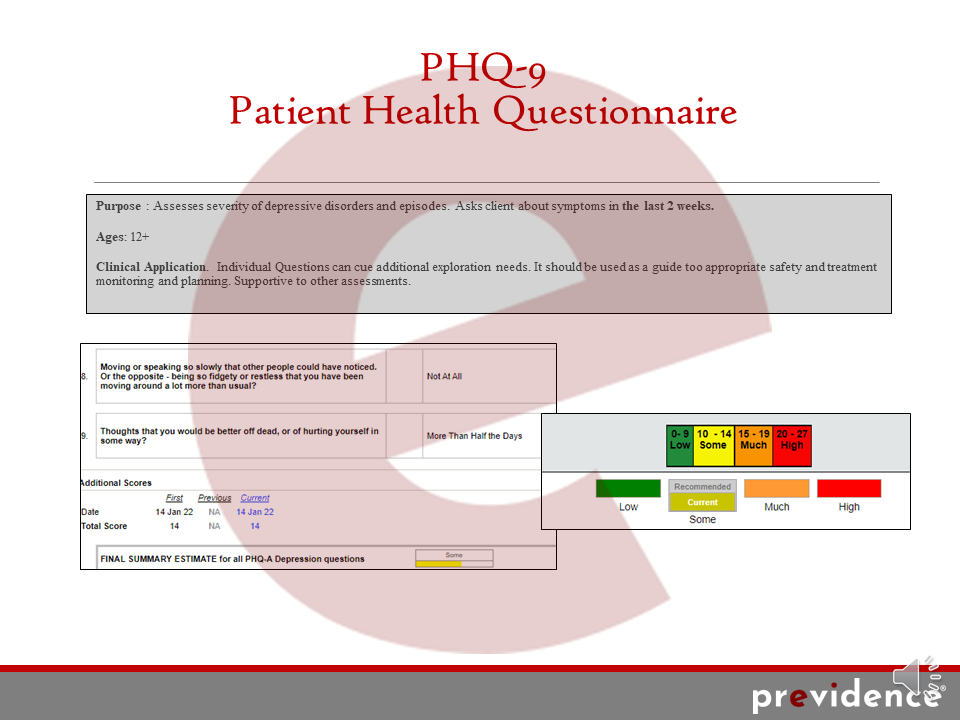 PHQ-9
Patient Health Questionnaire
Purpose : Assesses severity of depressive disorders and episodes. Asks client about symptoms in the last 2 weeks.
Ages: 12+
Clinical Application. Individual Questions can cue additional exploration needs. It should be used as a guide too appropriate safety and treatment
monitoring and planning. Supportive to other assessments.
8. Moving or speaking so slowly that other people could have noticed.
Or the opposite - being so fidgety or restless that you have been
moving around a lot more than usual?
Not At All
9. Thoughts that you would be better off dead, or of hurting yourself in
some way?
More Than Half the Days
Additional Scores
First Previous Current
Date 14 Jan 22 NA 14 Jan 22
Total Score 14 NA 14
FINAL SUMMARY ESTIMATE for all PHQ-A Depression questions
Some
0- 9 10 - 14 15 - 19 20 - 27
Low Some Much High
Recommended
Current
Low Some Much High
previdence®